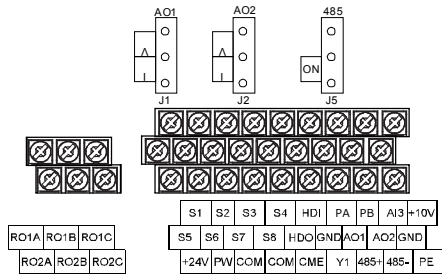 AO1 AO2 485
V V
I I ON
J1 J2 J5
S1 S2 S3 S4 HDI PA PB AI3 +10V
RO1A RO1B RO1C S5 S6 S7 S8 HDO GND AO1 AO2 GND
RO2A RO2B RO2C +24V PW COM COM CME Y1 485+ 485- PE